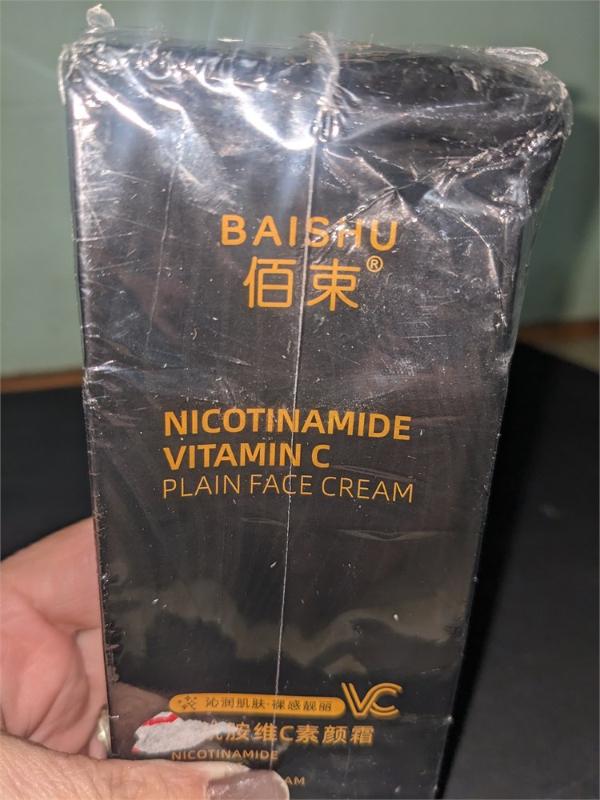 BAISHU
佰束®
NICOTINAMIDE
VITAMIN C
PLAIN FACE CREAM
沁润肌肤·裸感靓丽 VC
胺维C素颜霜
NICOTINAMIDE